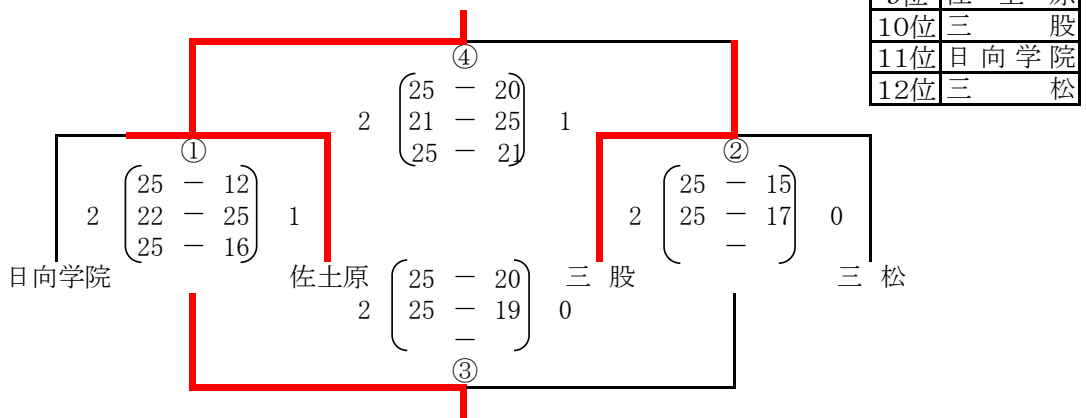 10位 三 股
11位 日向学院
12位 三 松
④
2 25 － 20 1
21 － 25
25 － 21
①
2 25 － 12 1
22 － 25
25 － 16
②
2 25 － 15 0
25 － 17
－
日向学院 佐土原 三 股 三 松
2 25 － 20 0
25 － 19
－
③